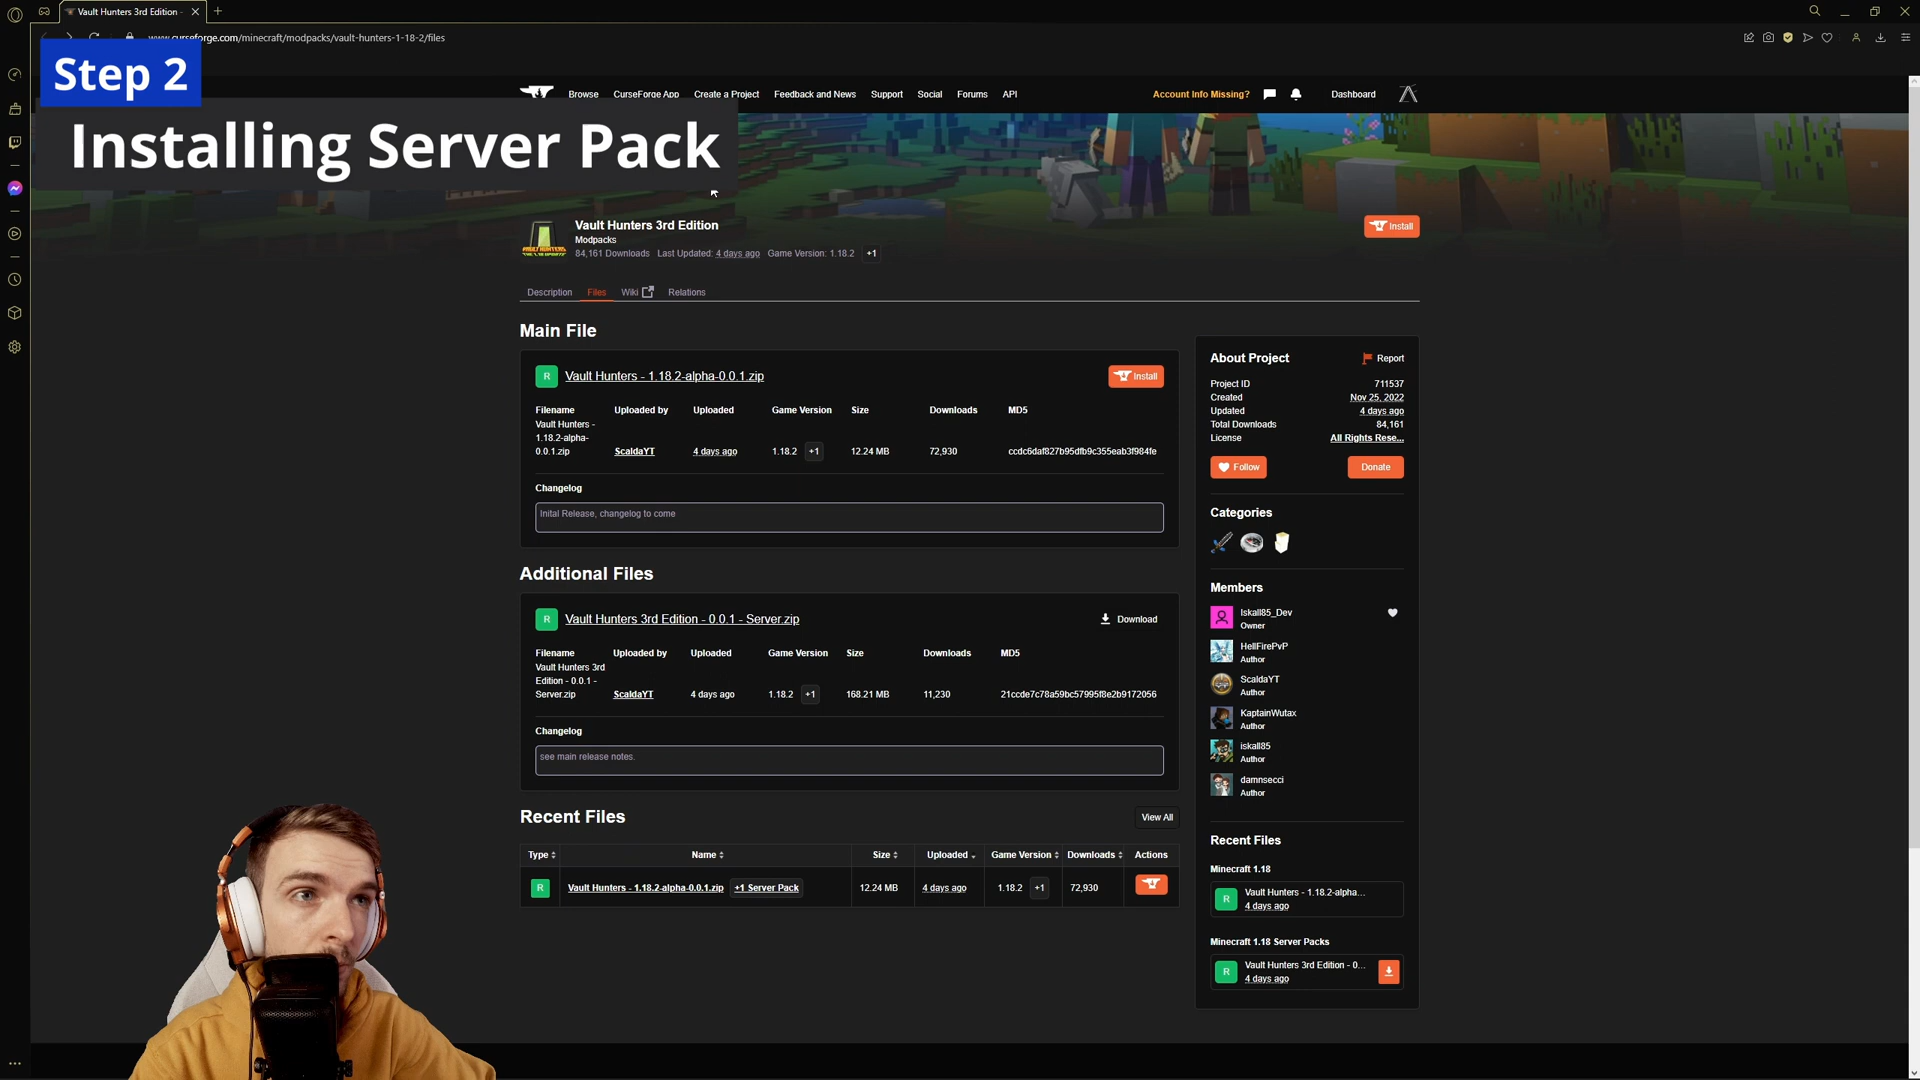 Vault Hunters 3rd Edition -
www.curseforge.com/minecraft/modpacks/vault-hunters-1-18-2/files
Step 2
Installing Server Pack
Browse CurseForge App Create a Project Feedback and News Support Social Forums API
Account Info Missing? Dashboard
Vault Hunters 3rd Edition
Modpacks
84,161 Downloads Last Updated: 4 days ago Game Version: 1.18.2 +1
Install
Description Files Wiki Relations
Main File
R Vault Hunters - 1.18.2-alpha-0.0.1.zip Install
Filename Uploaded by Uploaded Game Version Size Downloads MD5
Vault Hunters -
1.18.2-alpha-
0.0.1.zip ScaldaYT 4 days ago 1.18.2 +1 12.24 MB 72,930 ccdc6daf827b95dfb9c355eab3f984fe
Changelog
Inital Release, changelog to come
Additional Files
R Vault Hunters 3rd Edition - 0.0.1 - Server.zip Download
Filename Uploaded by Uploaded Game Version Size Downloads MD5
Vault Hunters 3rd
Edition - 0.0.1 -
Server.zip ScaldaYT 4 days ago 1.18.2 +1 168.21 MB 11,230 21ccde7c78a59bc57995f8e2b9172056
Changelog
see main release notes.
Recent Files View All
Type Name Size Uploaded Game Version Downloads Actions
R Vault Hunters - 1.18.2-alpha-0.0.1.zip +1 Server Pack 12.24 MB 4 days ago 1.18.2 +1 72,930
About Project Report
Project ID 711537
Created Nov 25, 2022
Updated 4 days ago
Total Downloads 84,161
License All Rights Rese...
Follow Donate
Categories
Members
Iskall85_Dev
Owner
HellFirePvP
Author
ScaldaYT
Author
KaptainWutax
Author
iskall85
Author
damnsecci
Author
Recent Files
Minecraft 1.18
R Vault Hunters - 1.18.2-alpha...
4 days ago
Minecraft 1.18 Server Packs
R Vault Hunters 3rd Edition - 0...
4 days ago